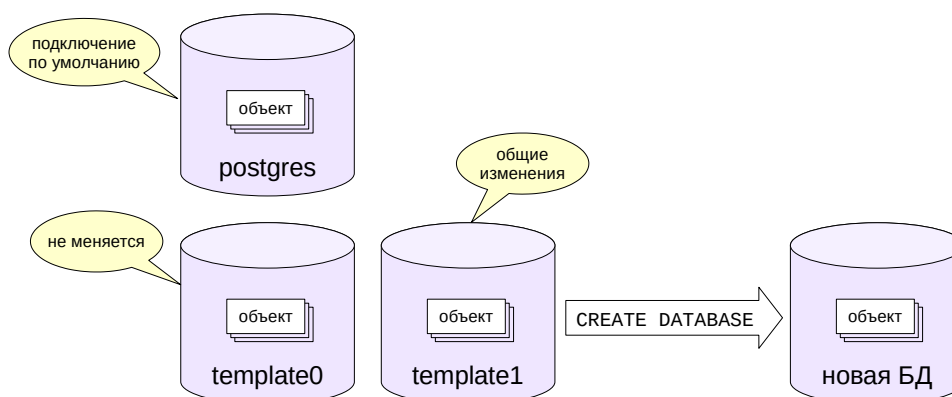 подключение
по умолчанию
объект
postgres
общие
изменения
не меняется
объект
template0
объект
template1
CREATE DATABASE
объект
новая БД